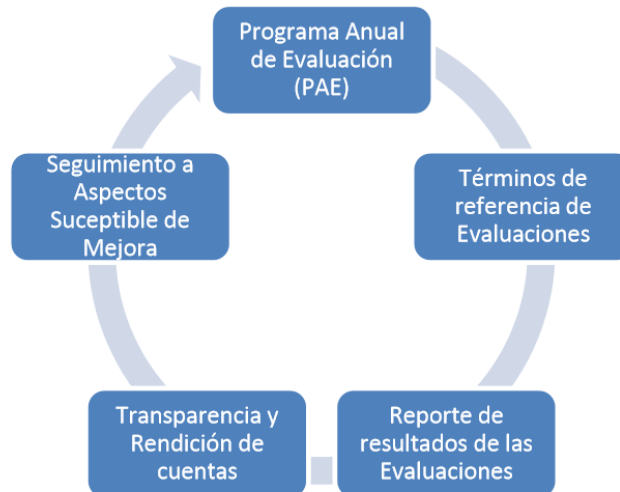 Programa Anual
de Evaluación
(PAE)
Términos de
referencia de
Evaluaciones
Reporte de
resultados de las
Evaluaciones
Transparencia y
Rendición de
cuentas
Seguimiento a
Aspectos
Suceptible de
Mejora